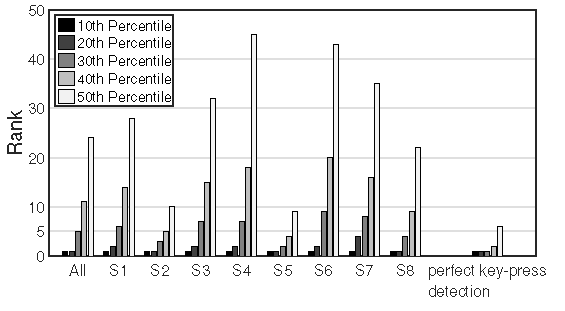 50
40
30
20
10
5
0
Rank
10th Percentile
20th Percentile
30th Percentile
40th Percentile
50th Percentile
All S1 S2 S3 S4 S5 S6 S7 S8 perfect key-press
detection